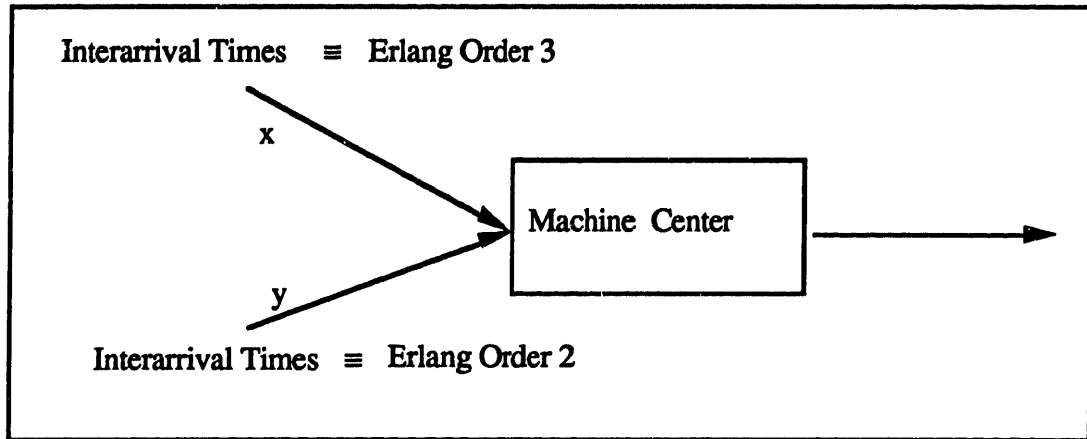 Interarrival Times ≡ Erlang Order 3
x
Machine Center
y
Interarrival Times ≡ Erlang Order 2